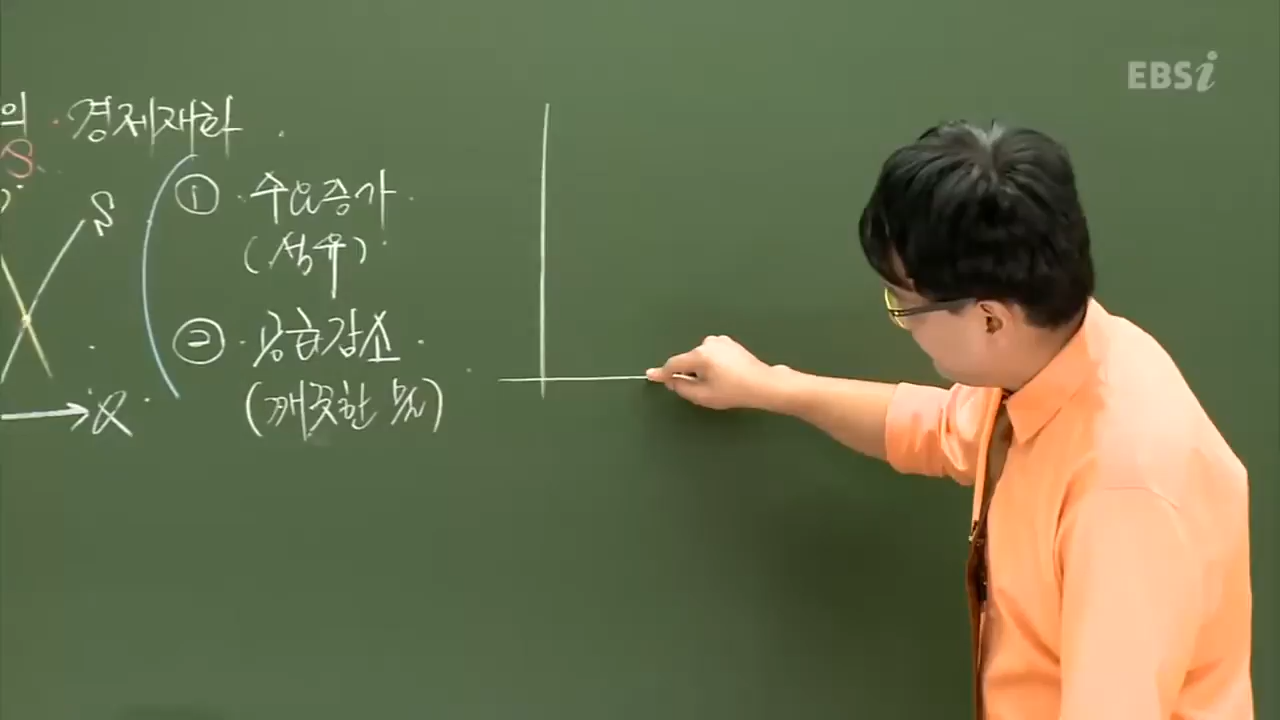 EBSi
의 · 경제재화
S
S
① · 수요증가
(석유)
② · 공급감소
(깨끗한 물)
Q